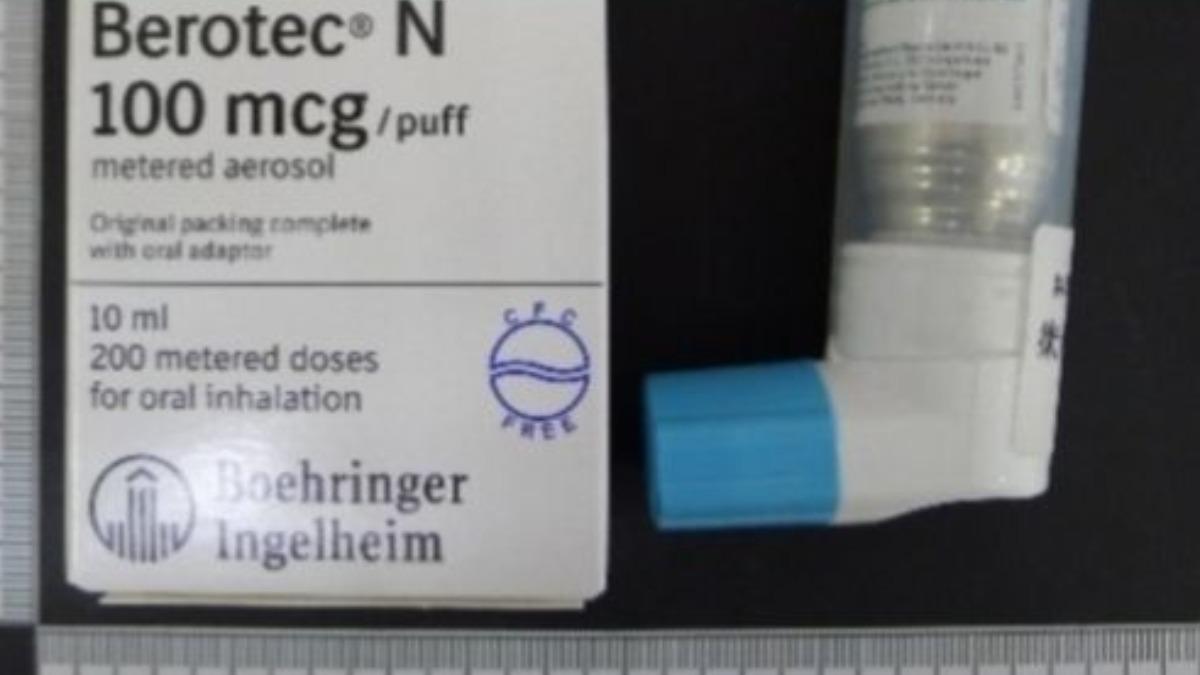 Berotec® N
100 mcg/puff
metered aerosol
Original packing complete
with oral adaptor
10 ml
200 metered doses
for oral inhalation
CFC
FREE
Boehringer
Ingelheim